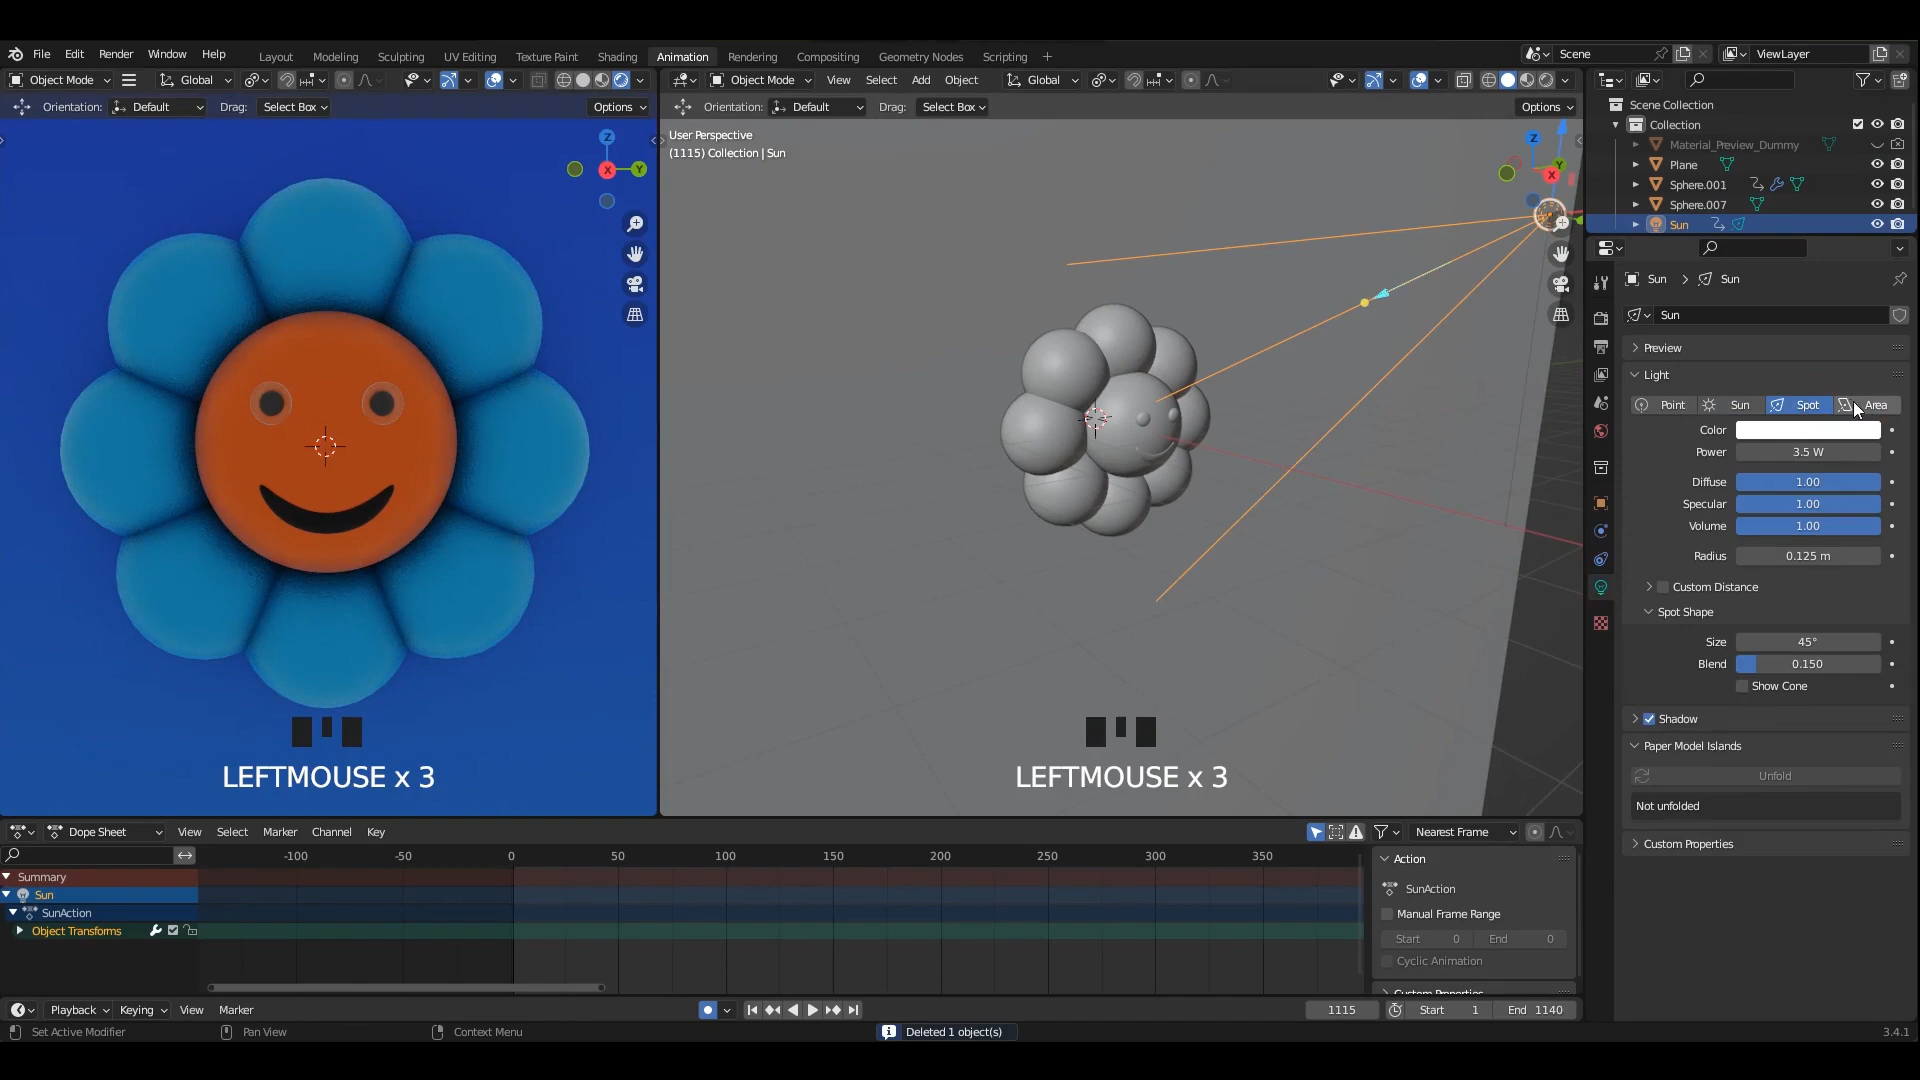 File Edit Render Window Help Layout Modeling Sculpting UV Editing Texture Paint Shading Animation Rendering Compositing Geometry Nodes Scripting + Scene ViewLayer
Object Mode Global Object Mode View Select Add Object Global
Orientation: Default Drag: Select Box Options Orientation: Default Drag: Select Box Options
Scene Collection
Collection
Material_Preview_Dummy
Plane
Sphere.001
Sphere.007
Sun
User Perspective
(1115) Collection | Sun
Z
X
Y
Z
Y
X
Sun > Sun
Sun
Preview
Light
Point Sun Spot Area
Color
Power 3.5 W
Diffuse 1.00
Specular 1.00
Volume 1.00
Radius 0.125 m
Custom Distance
Spot Shape
Size 45°
Blend 0.150
Show Cone
Shadow
Paper Model Islands
Unfold
Not unfolded
Custom Properties
LEFTMOUSE x 3
LEFTMOUSE x 3
Dope Sheet View Select Marker Channel Key Nearest Frame
-100 -50 0 50 100 150 200 250 300 350
Summary
Sun
SunAction
Object Transforms
Action
SunAction
Manual Frame Range
Start 0 End 0
Cyclic Animation
Custom Properties
Playback Keying View Marker 1115 Start 1 End 1140
Set Active Modifier Pan View Context Menu Deleted 1 object(s) 3.4.1